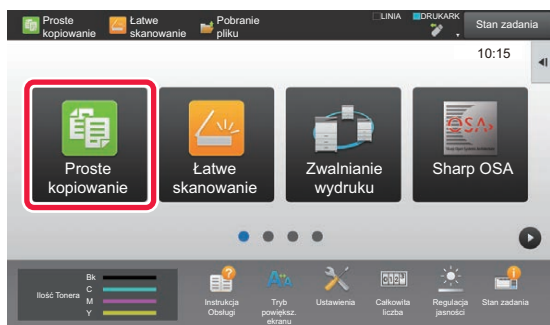 Proste
kopiowanie
Łatwe
skanowanie
Pobranie
pliku
LINIA
DRUKARK
Stan zadania
10:15
Proste
kopiowanie
Łatwe
skanowanie
Zwalnianie
wydruku
OSA
Sharp OSA
Ilość Tonera
Bk
C
M
Y
Instrukcja
Obsługi
Tryb
powiększ.
ekranu
Ustawienia
Całkowita
liczba
Regulacja
jasności
Stan zadania